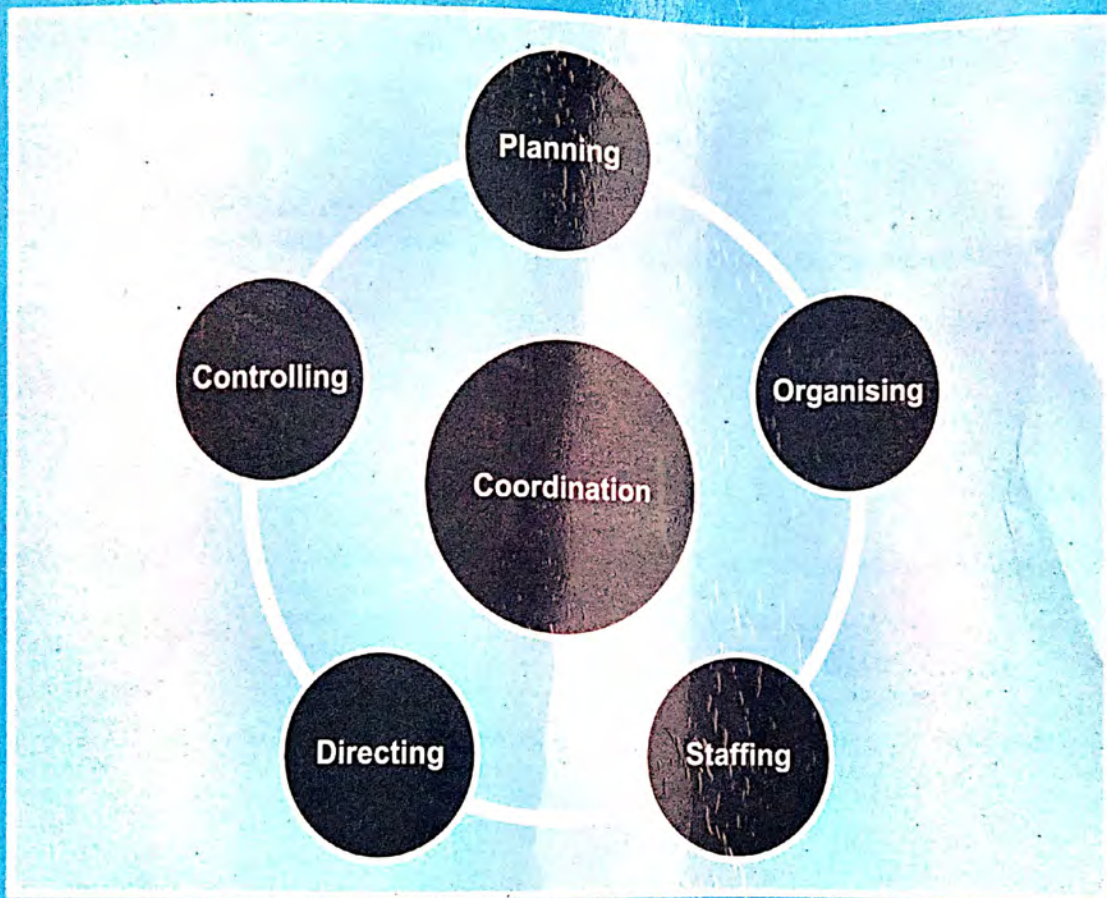 Planning
Controlling
Organising
Coordination
Directing
Staffing